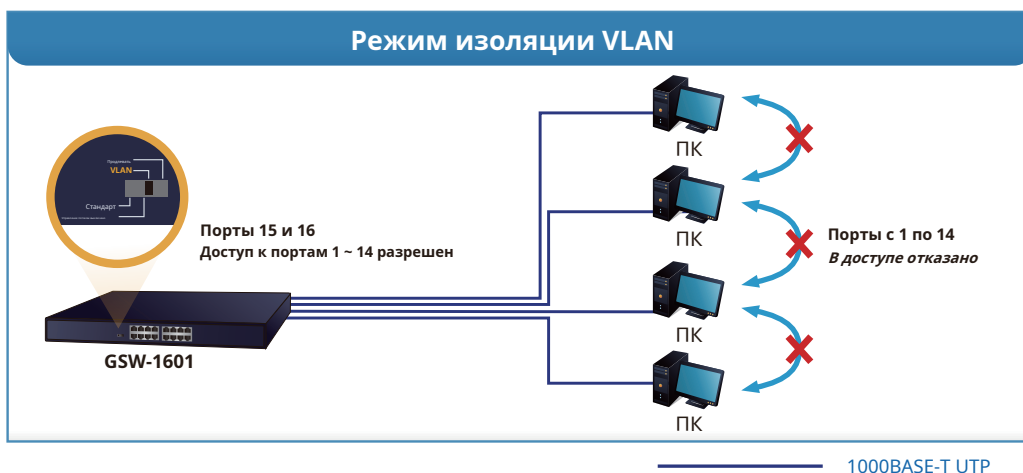 Режим изоляции VLAN
Продлевать
VLAN
Стандарт
Порты 15 и 16
Доступ к портам 1 ~ 14 разрешен
GSW-1601
ПК
ПК
ПК
ПК
Порты с 1 по 14
В доступе отказано
1000BASE-T UTP